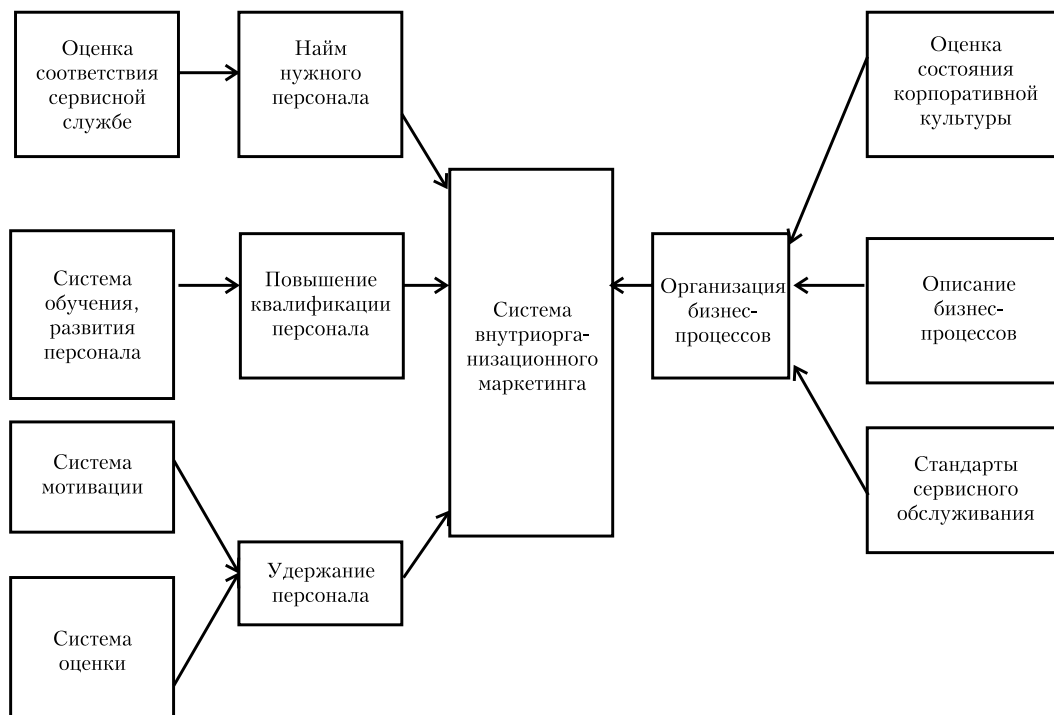 Оценка
соответствия
сервисной
службе
Найм
нужного
персонала
Оценка
состояния
корпоративной
культуры
Система
обучения,
развития
персонала
Повышение
квалификации
персонала
Система
внутриорга-
низационного
маркетинга
Организация
бизнес-
процессов
Описание
бизнес-
процессов
Система
мотивации
Стандарты
сервисного
обслуживания
Удержание
персонала
Система
оценки